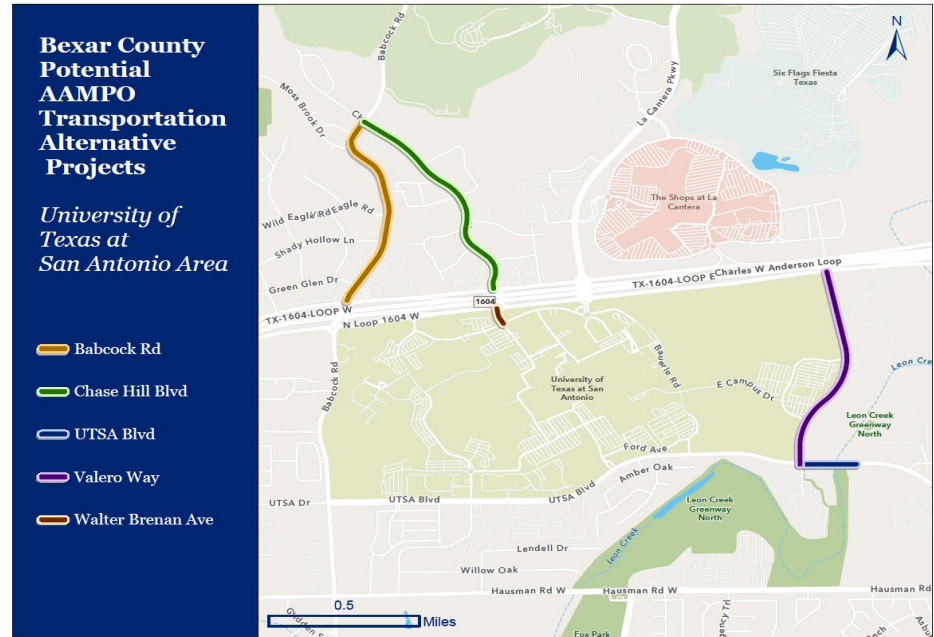 Bexar County
Potential
AAMPO
Transportation
Alternative
Projects
University of
Texas at
San Antonio Area
Babcock Rd
Chase Hill Blvd
UTSA Blvd
Valero Way
Walter Brenan Ave
N
Babcock Rd
La Cantera Pkwy
Six Flags Fiesta
Texas
Moss Brook Dr
Ch
The Shops at La
Cantera
Wild Eagle Rd
Eagle Rd
Shady Hollow Ln
Green Glen Dr
TX-1604-LOOP W
N Loop 1604 W
1604
TX-1604-LOOP E
Charles W Anderson Loop
Babcock Rd
Bauerle Rd
University of
Texas at San
Antonio
E Campus Dr
Leon Cree
Leon Creek
Greenway
North
Ford Ave
Amber Oak
UTSA Dr
UTSA Blvd
UTSA Blvd
Leon Creek
Greenway
North
Leon Creek
Lendell Dr
Willow Oak
Hausman Rd W
Hausman Rd W
Hausman Rd
0.5
Miles
Fox Park